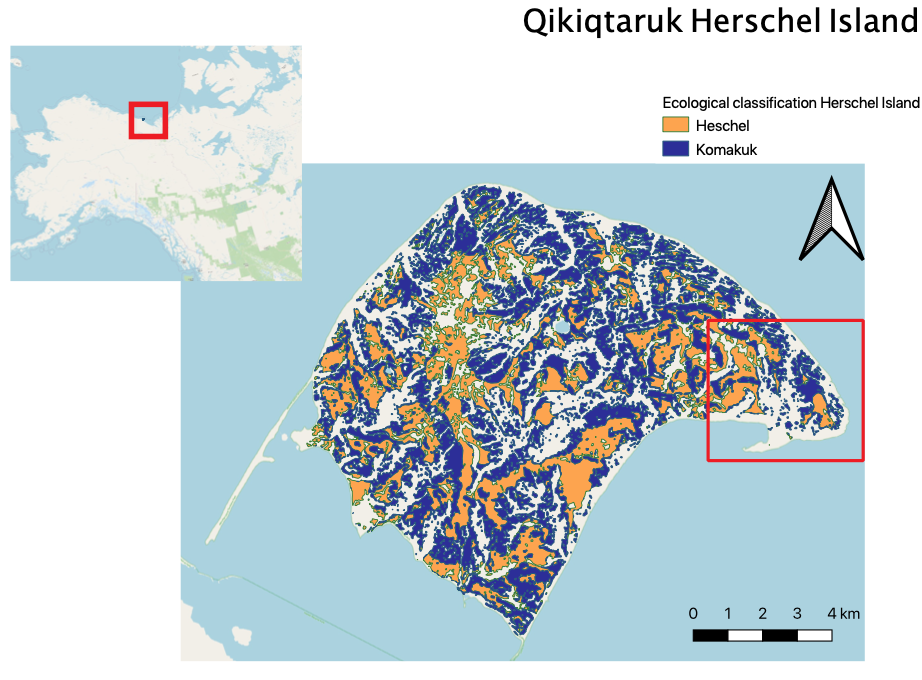 Qikiqtaruk Herschel Island
Ecological classification Herschel Island
Heschel
Komakuk
0 1 2 3 4 km